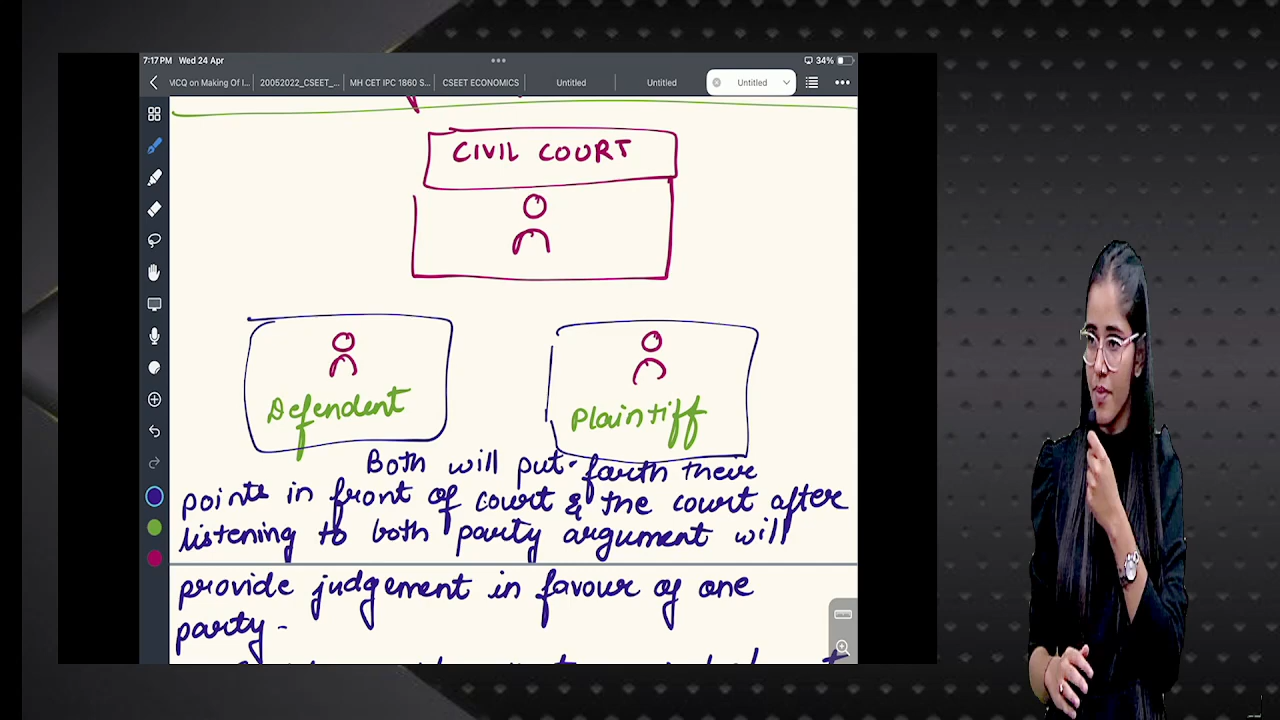 7:17 PM Wed 24 Apr
34%
MCQ on Making Of I... 20052022_CSEET_... MH CET IPC 1860 S... CSEET ECONOMICS Untitled Untitled Untitled
CIVIL COURT
Defendent
Plaintiff
Both will put farth there
points in front of court & the court after
listening to both party argument will
provide judgement in favour of one
party.